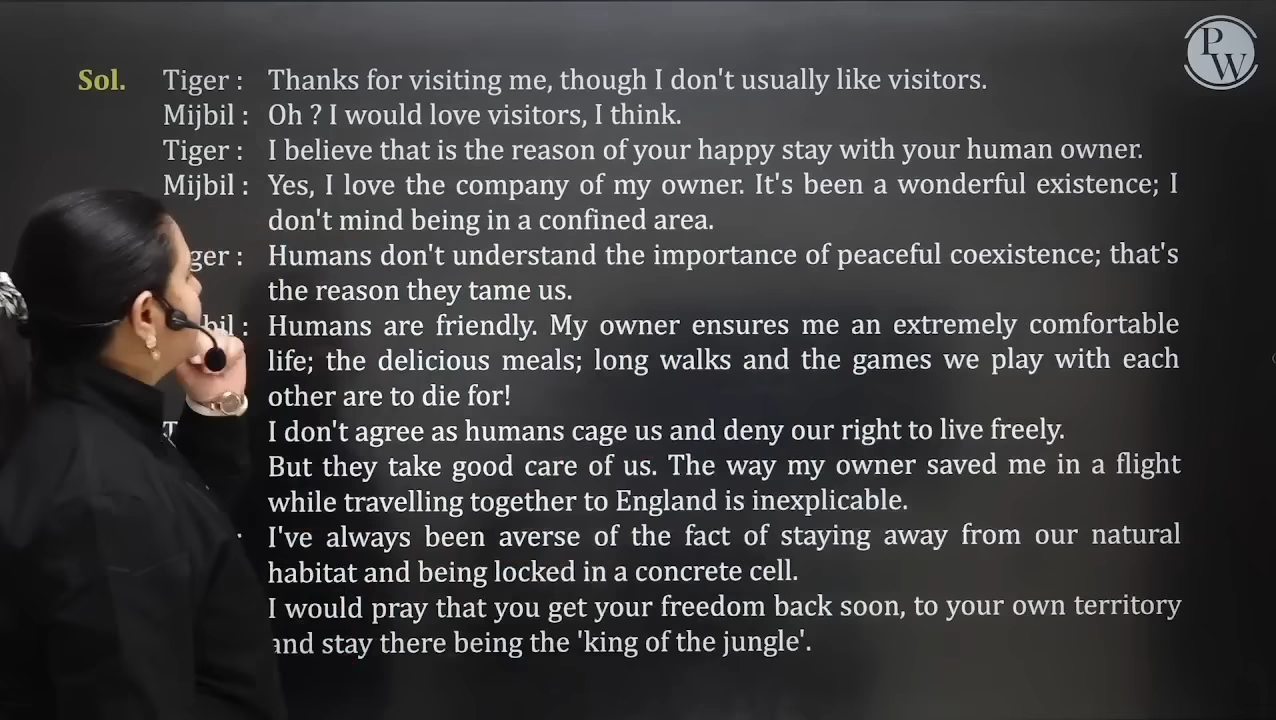 PW
Sol. Tiger : Thanks for visiting me, though I don't usually like visitors.
Mijbil : Oh ? I would love visitors, I think.
Tiger : I believe that is the reason of your happy stay with your human owner.
Mijbil : Yes, I love the company of my owner. It's been a wonderful existence; I
don't mind being in a confined area.
ger : Humans don't understand the importance of peaceful coexistence; that's
the reason they tame us.
bil : Humans are friendly. My owner ensures me an extremely comfortable
life; the delicious meals; long walks and the games we play with each
other are to die for!
T I don't agree as humans cage us and deny our right to live freely.
But they take good care of us. The way my owner saved me in a flight
while travelling together to England is inexplicable.
I've always been averse of the fact of staying away from our natural
habitat and being locked in a concrete cell.
I would pray that you get your freedom back soon, to your own territory
and stay there being the 'king of the jungle'.